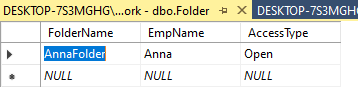 DESKTOP-7S3MGHG\...ork - dbo.Folder DESKTOP-7S3MGHG
FolderName EmpName AccessType
AnnaFolder Anna Open
NULL NULL NULL